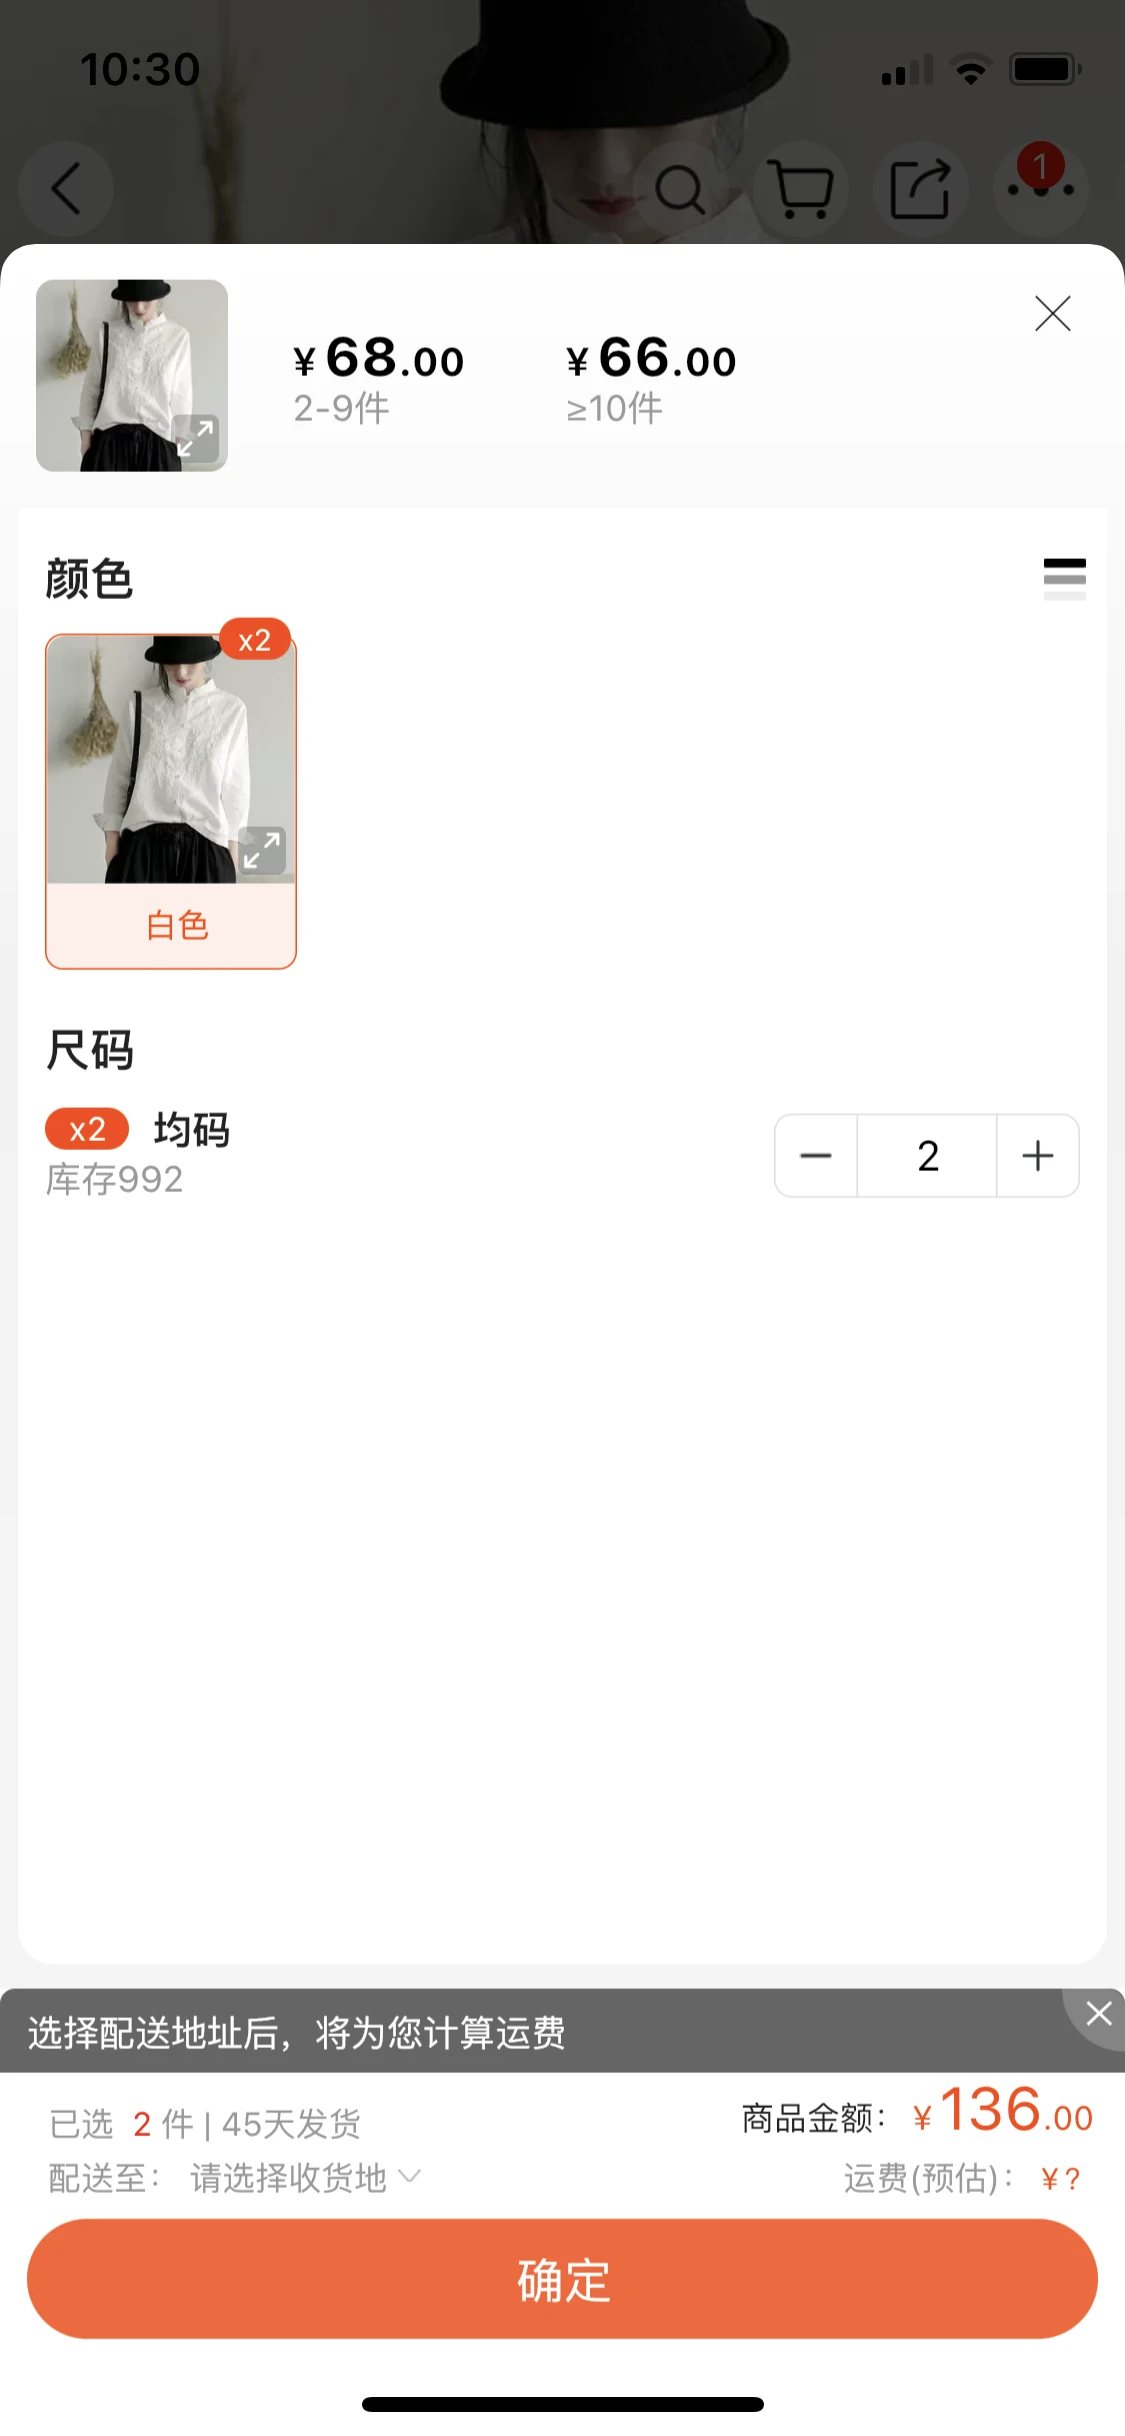 10:30
1
¥68.00 ¥66.00
2-9件 ≥10件
颜色
x2
白色
尺码
x2 均码
库存992
2
选择配送地址后，将为您计算运费
已选 2 件 | 45天发货 商品金额： ¥136.00
配送至： 请选择收货地 运费(预估)： ¥?
确定